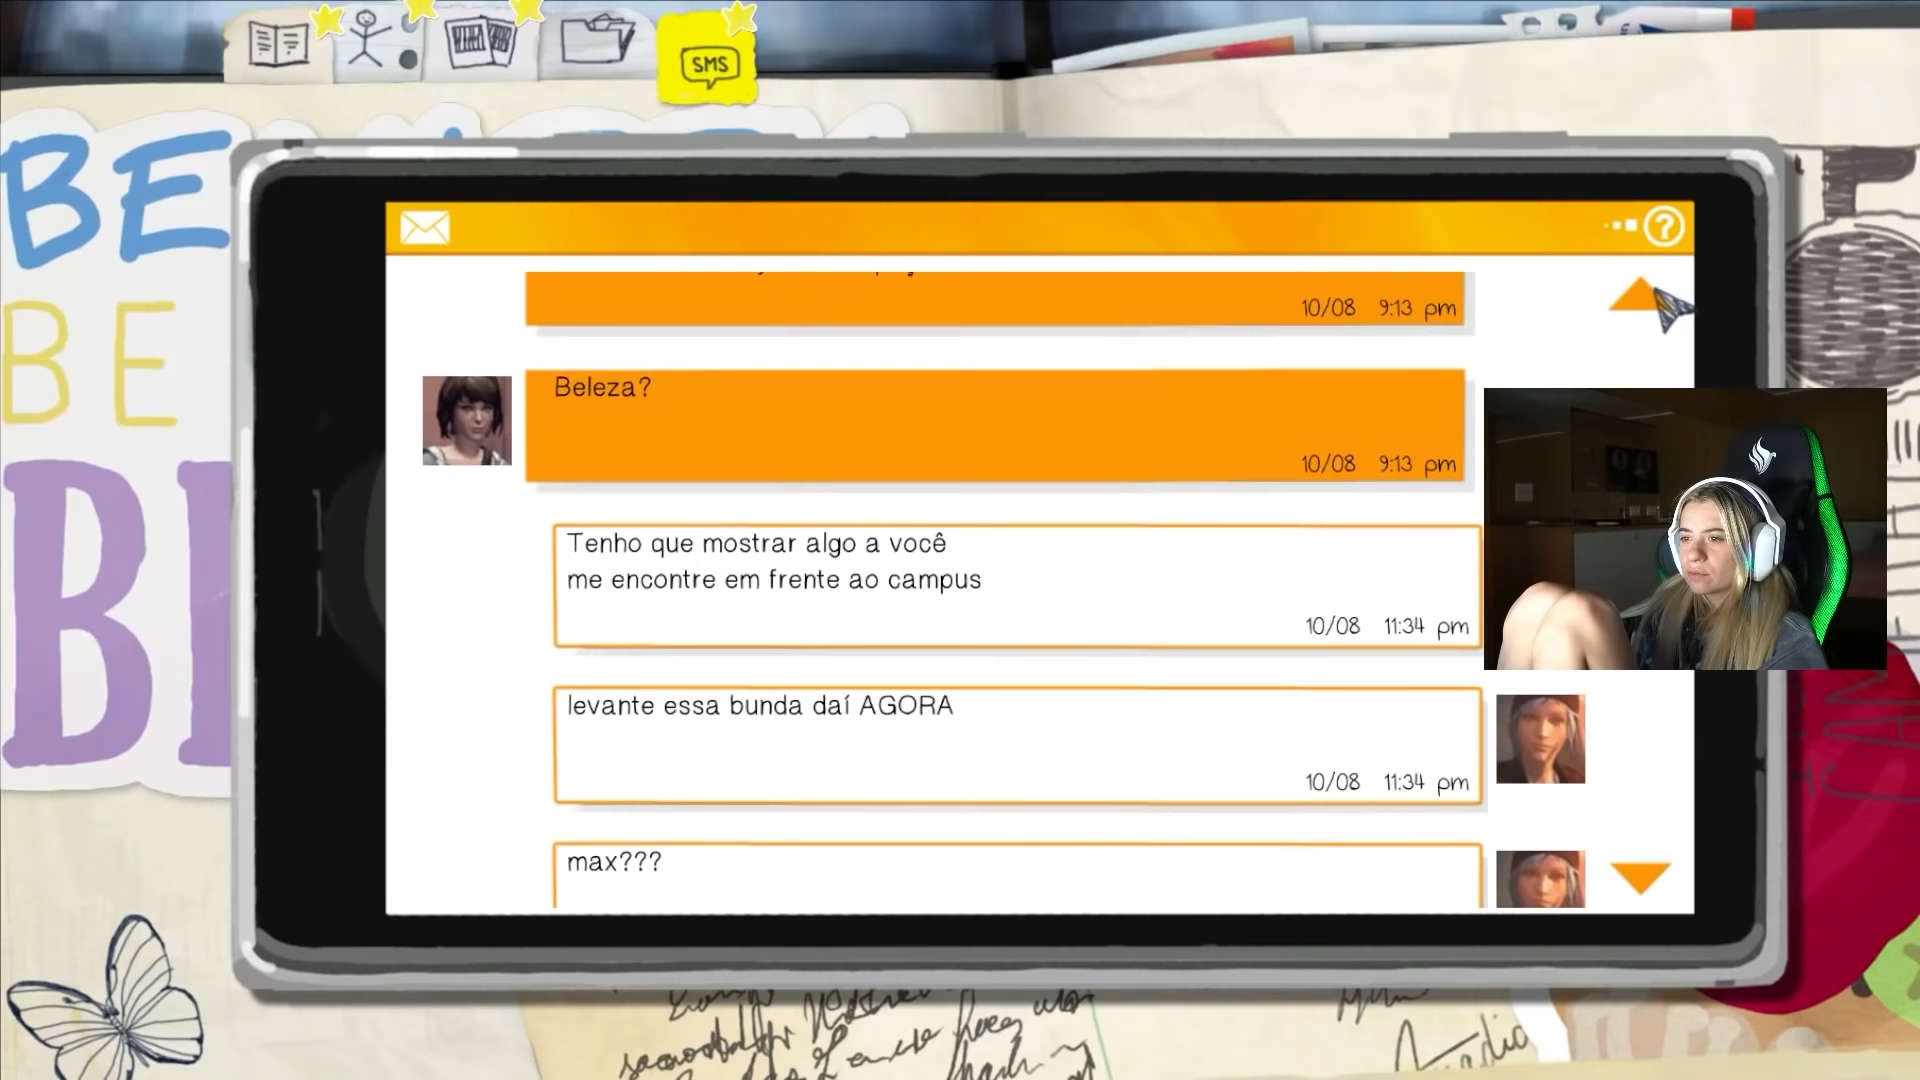 SMS
BE
BE
10/08 9:13 pm
Beleza?
10/08 9:13 pm
Tenho que mostrar algo a você
me encontre em frente ao campus
10/08 11:34 pm
levante essa bunda daí AGORA
10/08 11:34 pm
max???